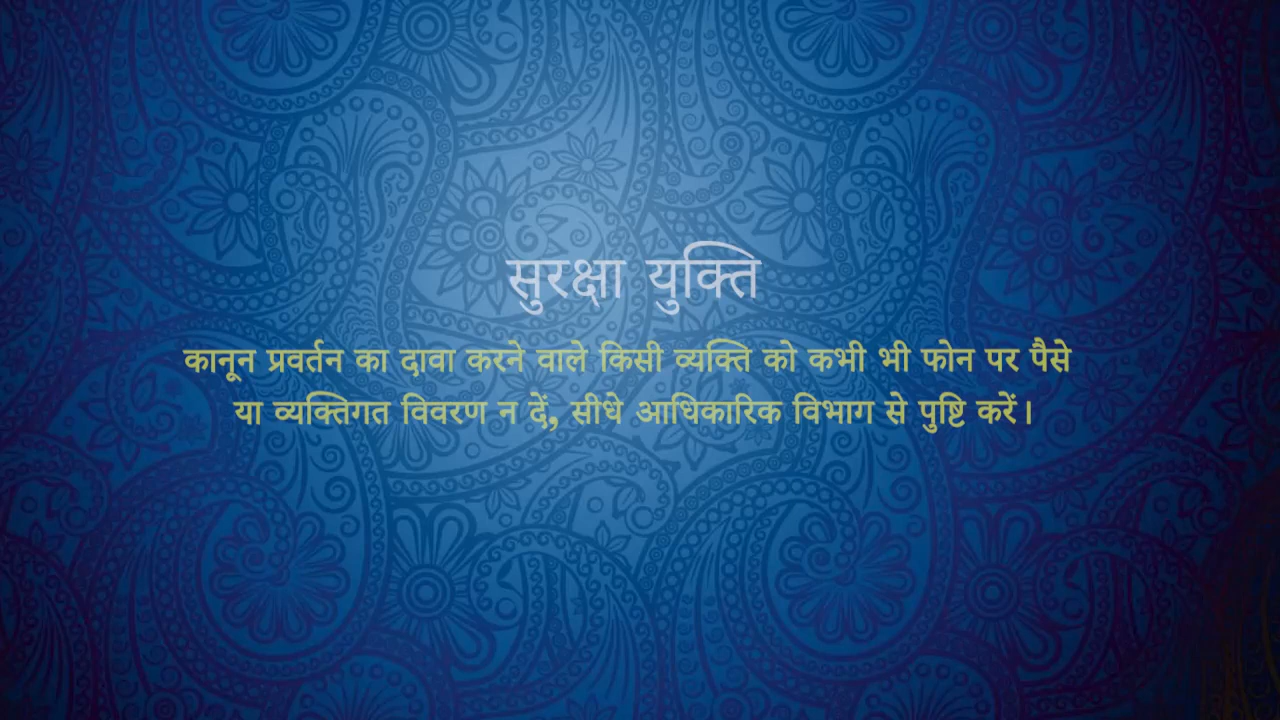 सुरक्षा युक्ति
कानून प्रवर्तन का दावा करने वाले किसी व्यक्ति को कभी भी फोन पर पैसे
या व्यक्तिगत विवरण न दें, सीधे आधिकारिक विभाग से पुष्टि करें।